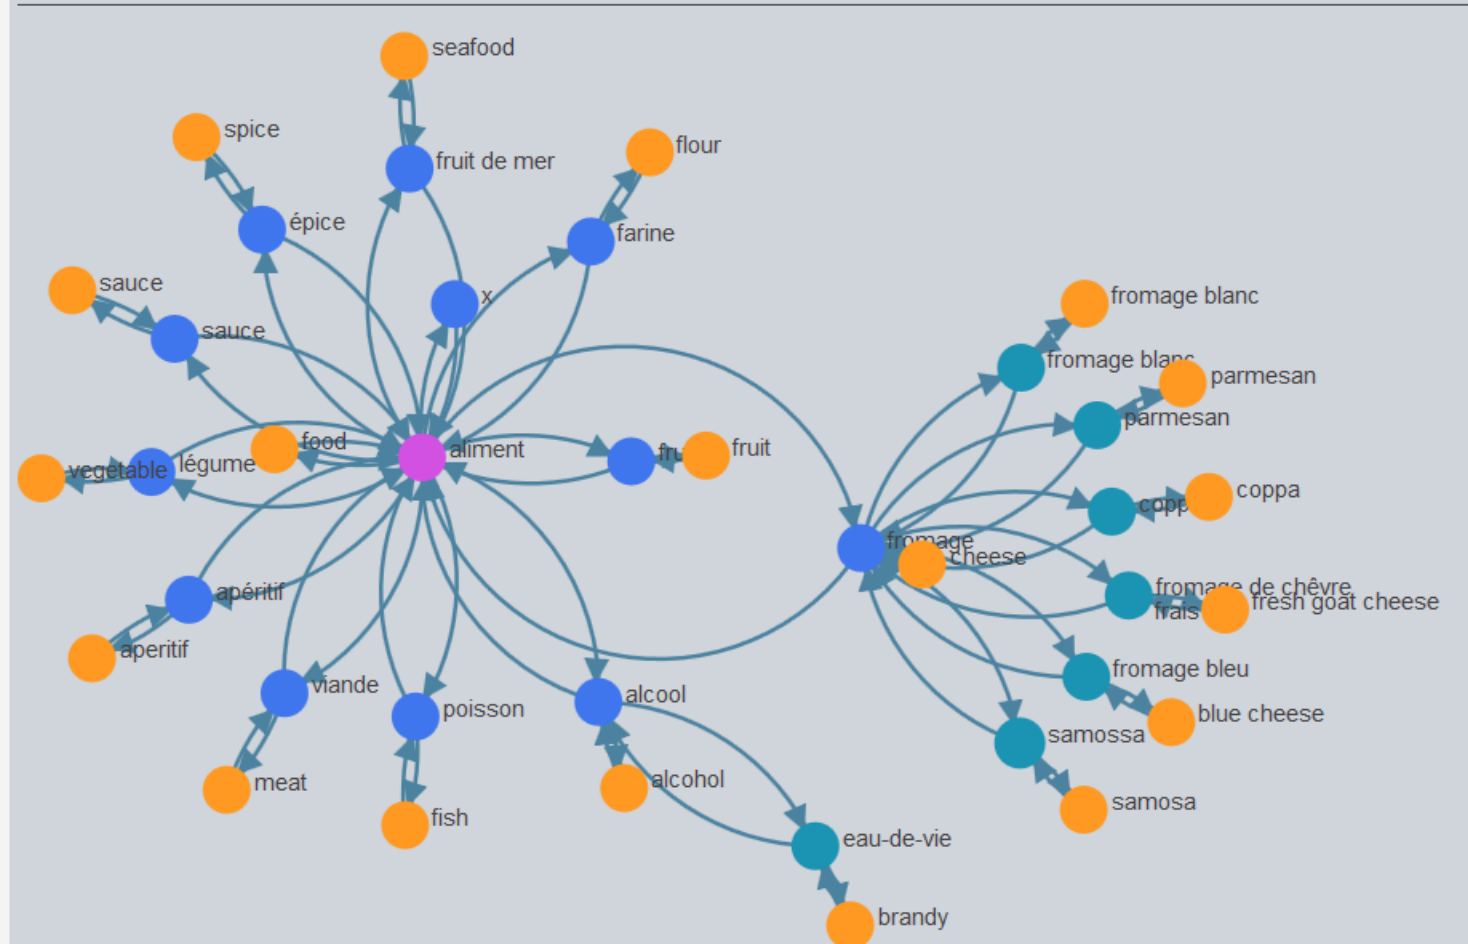 seafood
spice
flour
fruit de mer
épice
farine
sauce
x
fromage blanc
sauce
fromage blanc
parmesan
parmesan
food
aliment
fruit
vegetable
légume
coppa
fromage
cheese
fromage de chêvre
frais
fresh goat cheese
apéritif
aperitif
fromage bleu
viande
alcool
poisson
blue cheese
samossa
meat
alcohol
samosa
fish
eau-de-vie
brandy